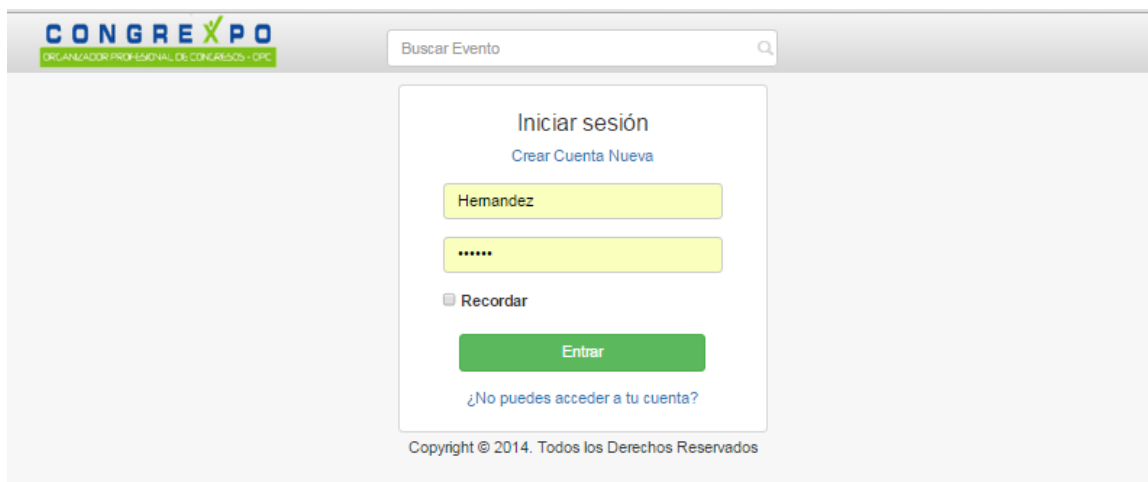 CONGREXPO
ORGANIZADOR PROFESIONAL DE CONGRESOS - OPC
Buscar Evento
Iniciar sesión
Crear Cuenta Nueva
Hernandez
••••••
Recordar
Entrar
¿No puedes acceder a tu cuenta?
Copyright © 2014. Todos los Derechos Reservados